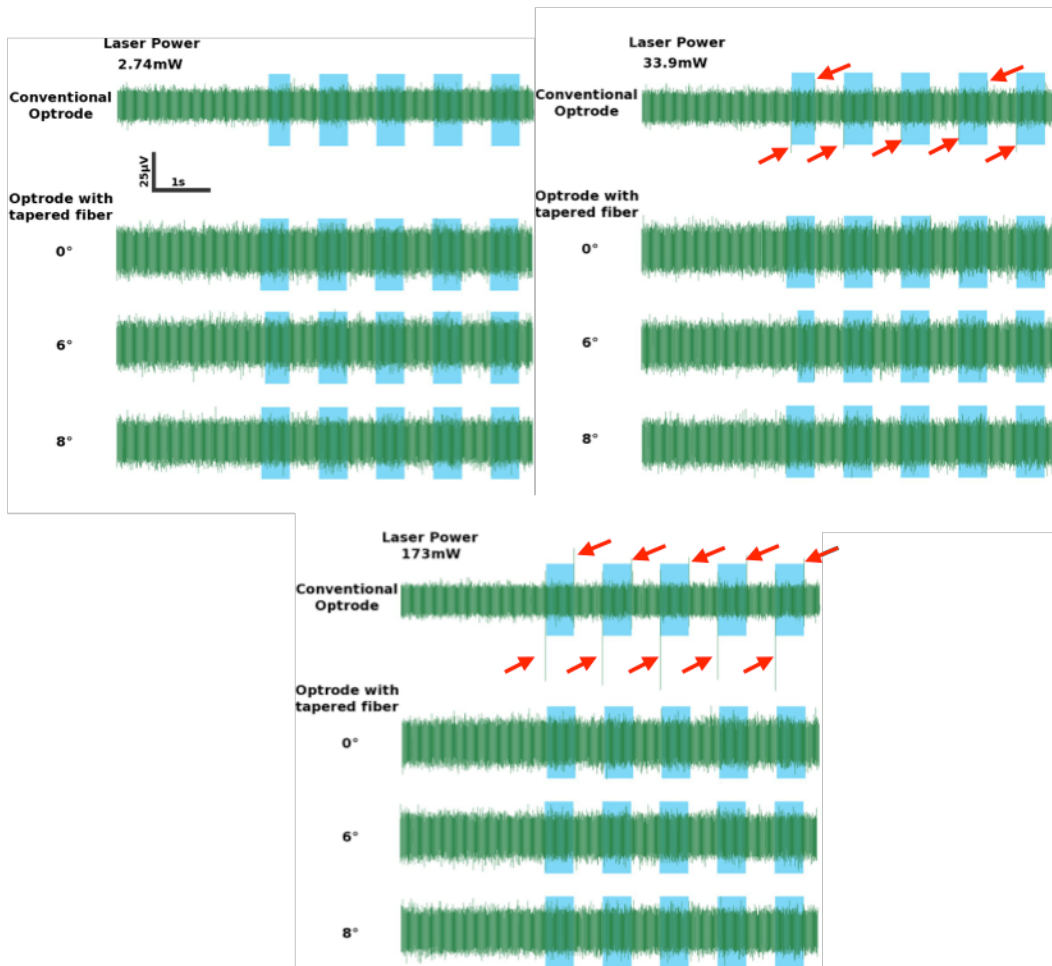 Laser Power
2.74mW
Conventional
Optrode
25μV
1s
Optrode with
tapered fiber
0°
6°
8°
Laser Power
33.9mW
Conventional
Optrode
Optrode with
tapered fiber
0°
6°
8°
Laser Power
173mW
Conventional
Optrode
Optrode with
tapered fiber
0°
6°
8°